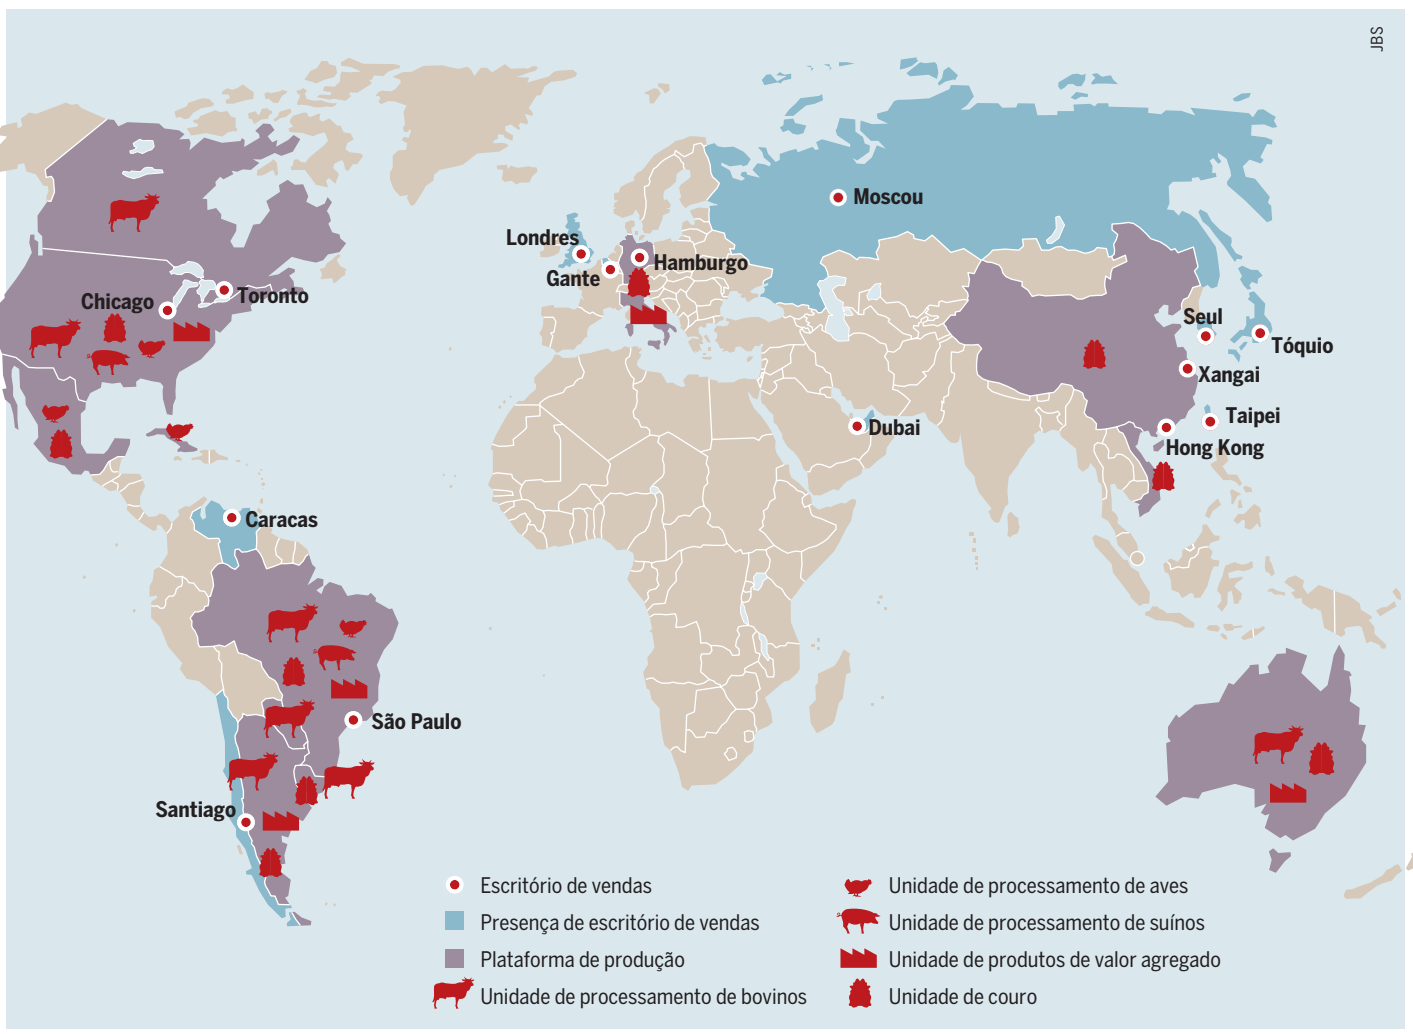 JBS
Moscou
Londres
Hamburgo
Gante
Toronto
Chicago
Seul
Tóquio
Xangai
Taipei
Dubai
Hong Kong
Caracas
São Paulo
Santiago
Escritório de vendas
Presença de escritório de vendas
Plataforma de produção
Unidade de processamento de bovinos
Unidade de processamento de aves
Unidade de processamento de suínos
Unidade de produtos de valor agregado
Unidade de couro